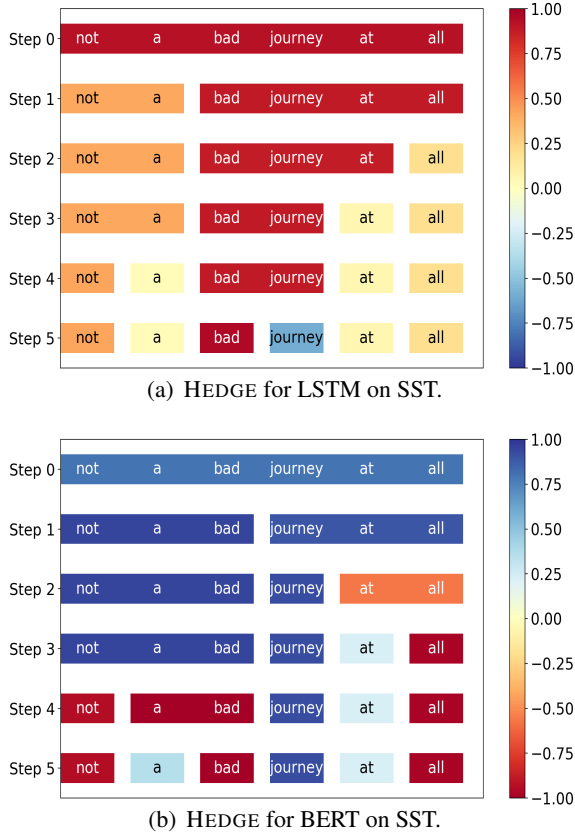 Step 0 not a bad journey at all
Step 1 not a bad journey at all
Step 2 not a bad journey at all
Step 3 not a bad journey at all
Step 4 not a bad journey at all
Step 5 not a bad journey at all
1.00
0.75
0.50
0.25
0.00
−0.25
−0.50
−0.75
−1.00
(a) HEDGE for LSTM on SST.
Step 0 not a bad journey at all
Step 1 not a bad journey at all
Step 2 not a bad journey at all
Step 3 not a bad journey at all
Step 4 not a bad journey at all
Step 5 not a bad journey at all
1.00
0.75
0.50
0.25
0.00
−0.25
−0.50
−0.75
−1.00
(b) HEDGE for BERT on SST.